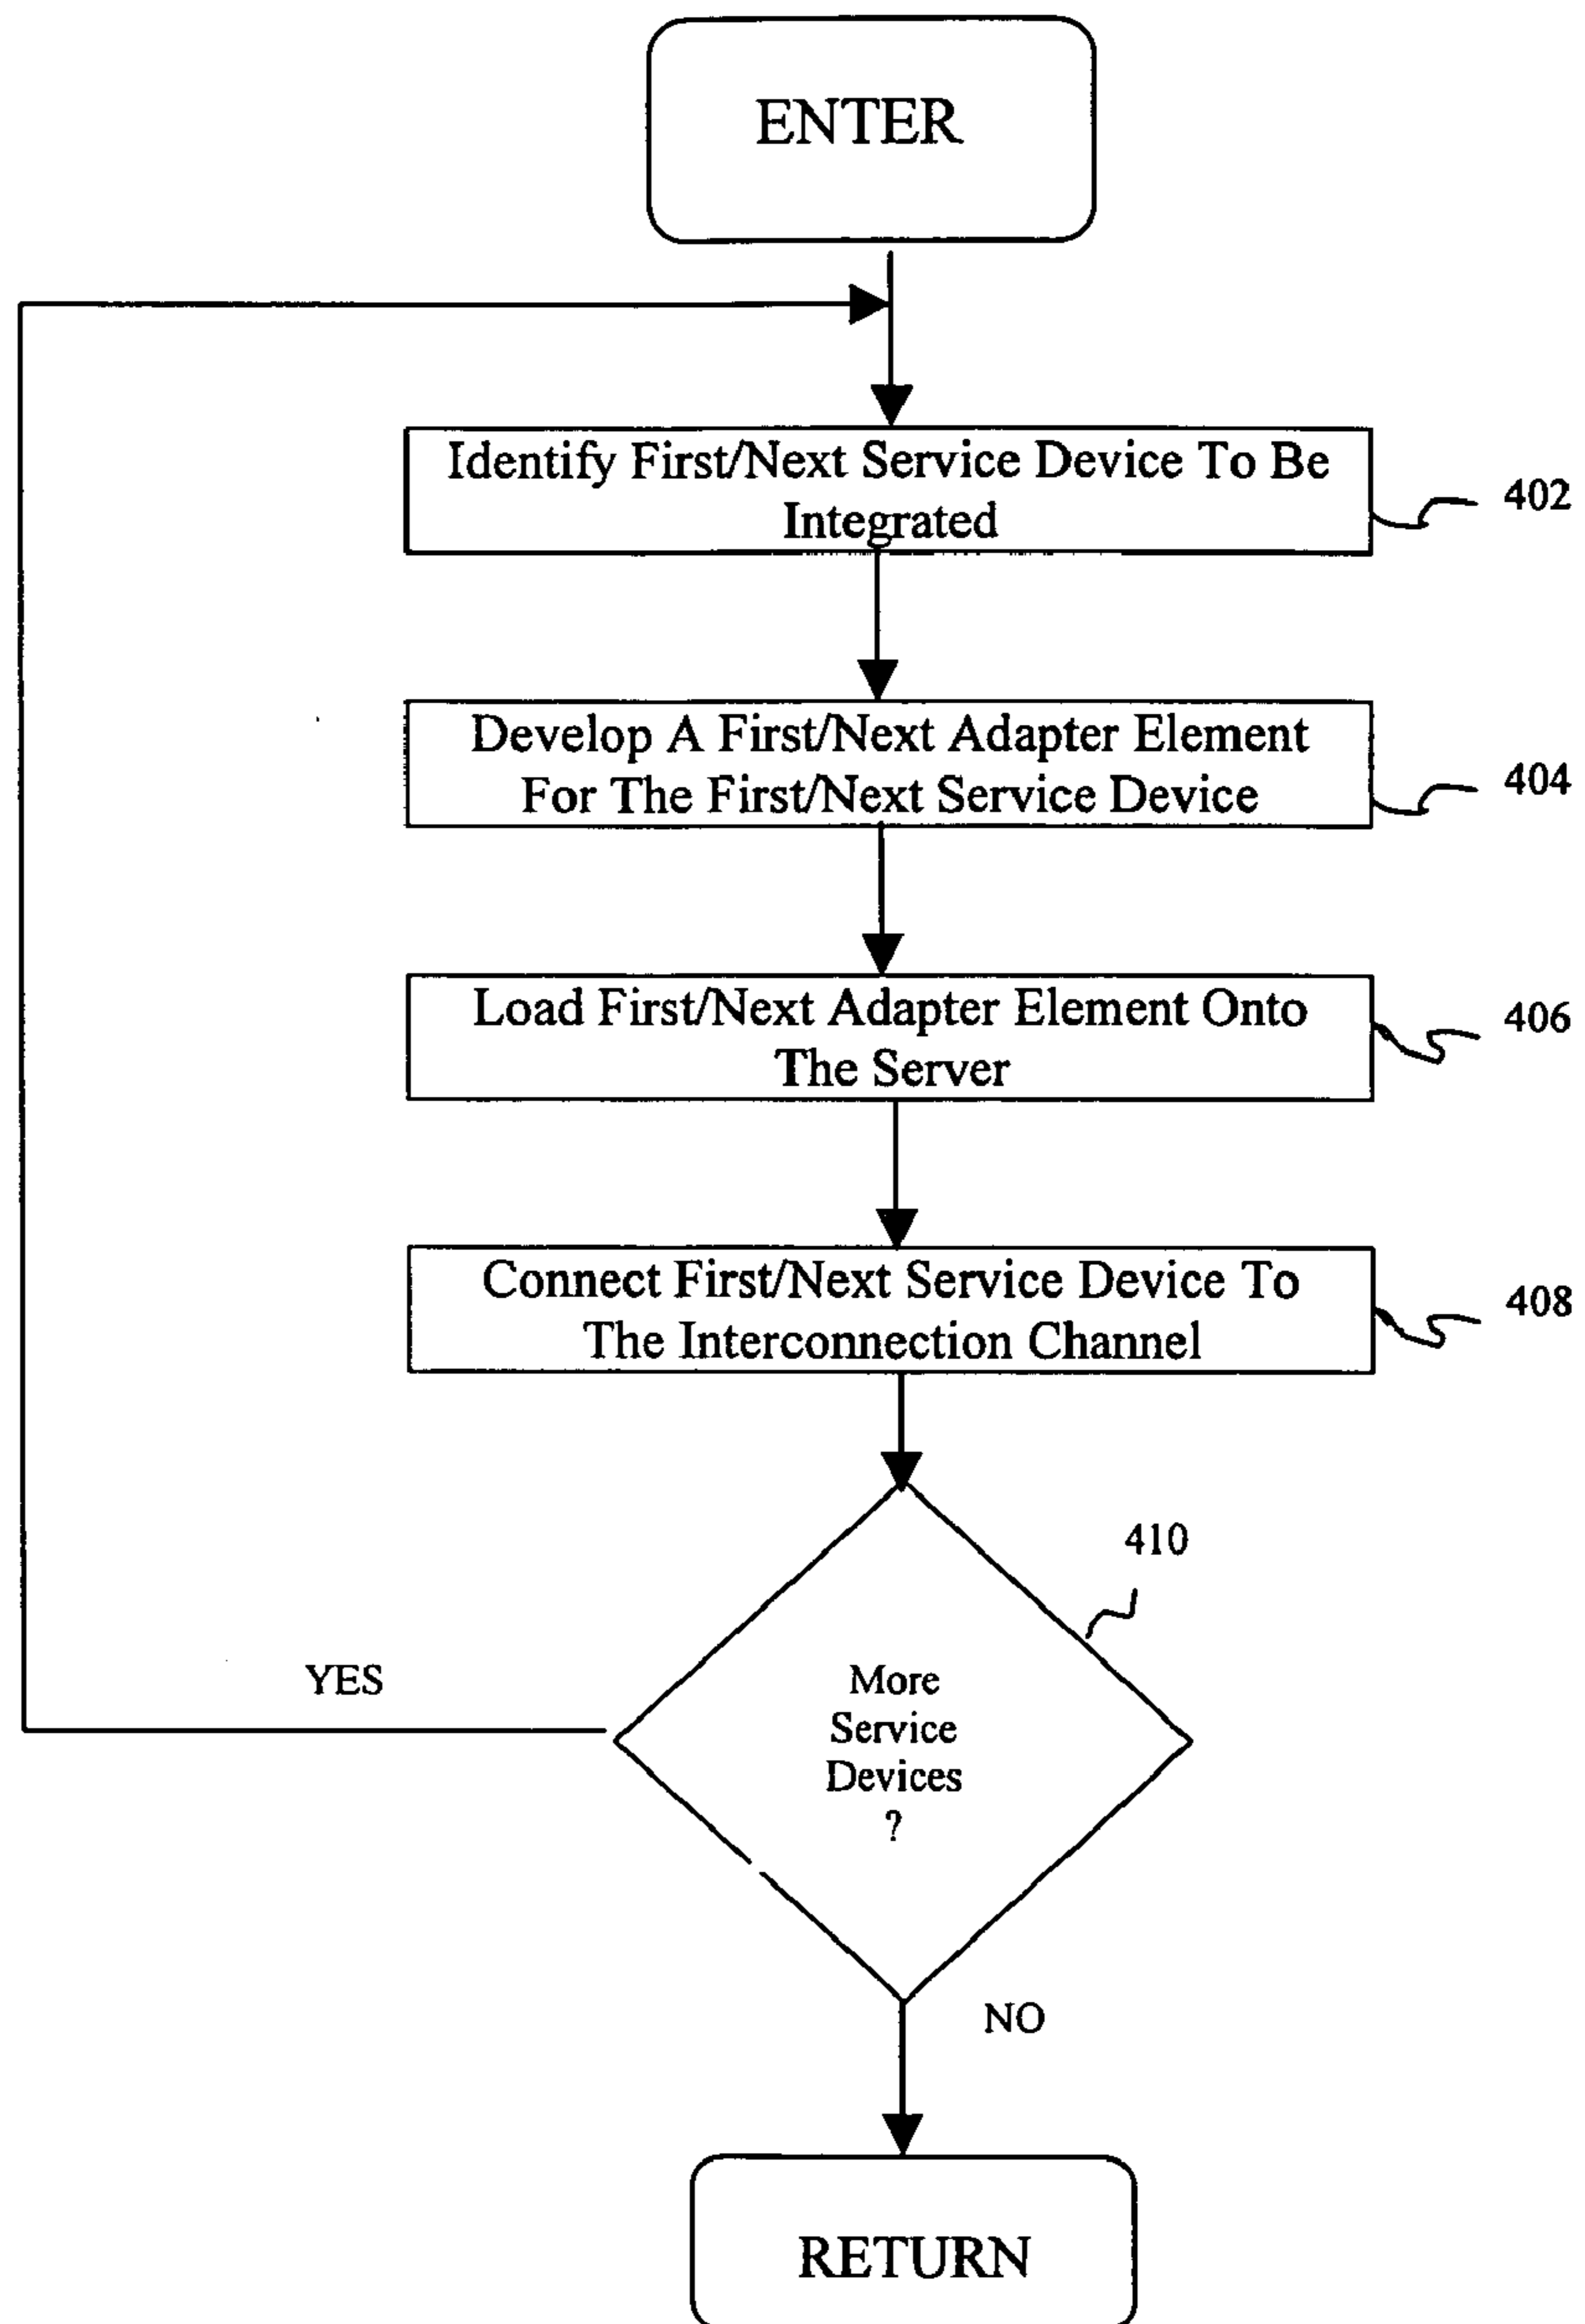 ENTER
Identify First/Next Service Device To Be
Integrated
402
Develop A First/Next Adapter Element
For The First/Next Service Device
404
Load First/Next Adapter Element Onto
The Server
406
Connect First/Next Service Device To
The Interconnection Channel
408
410
More
Service
Devices
?
YES
NO
RETURN